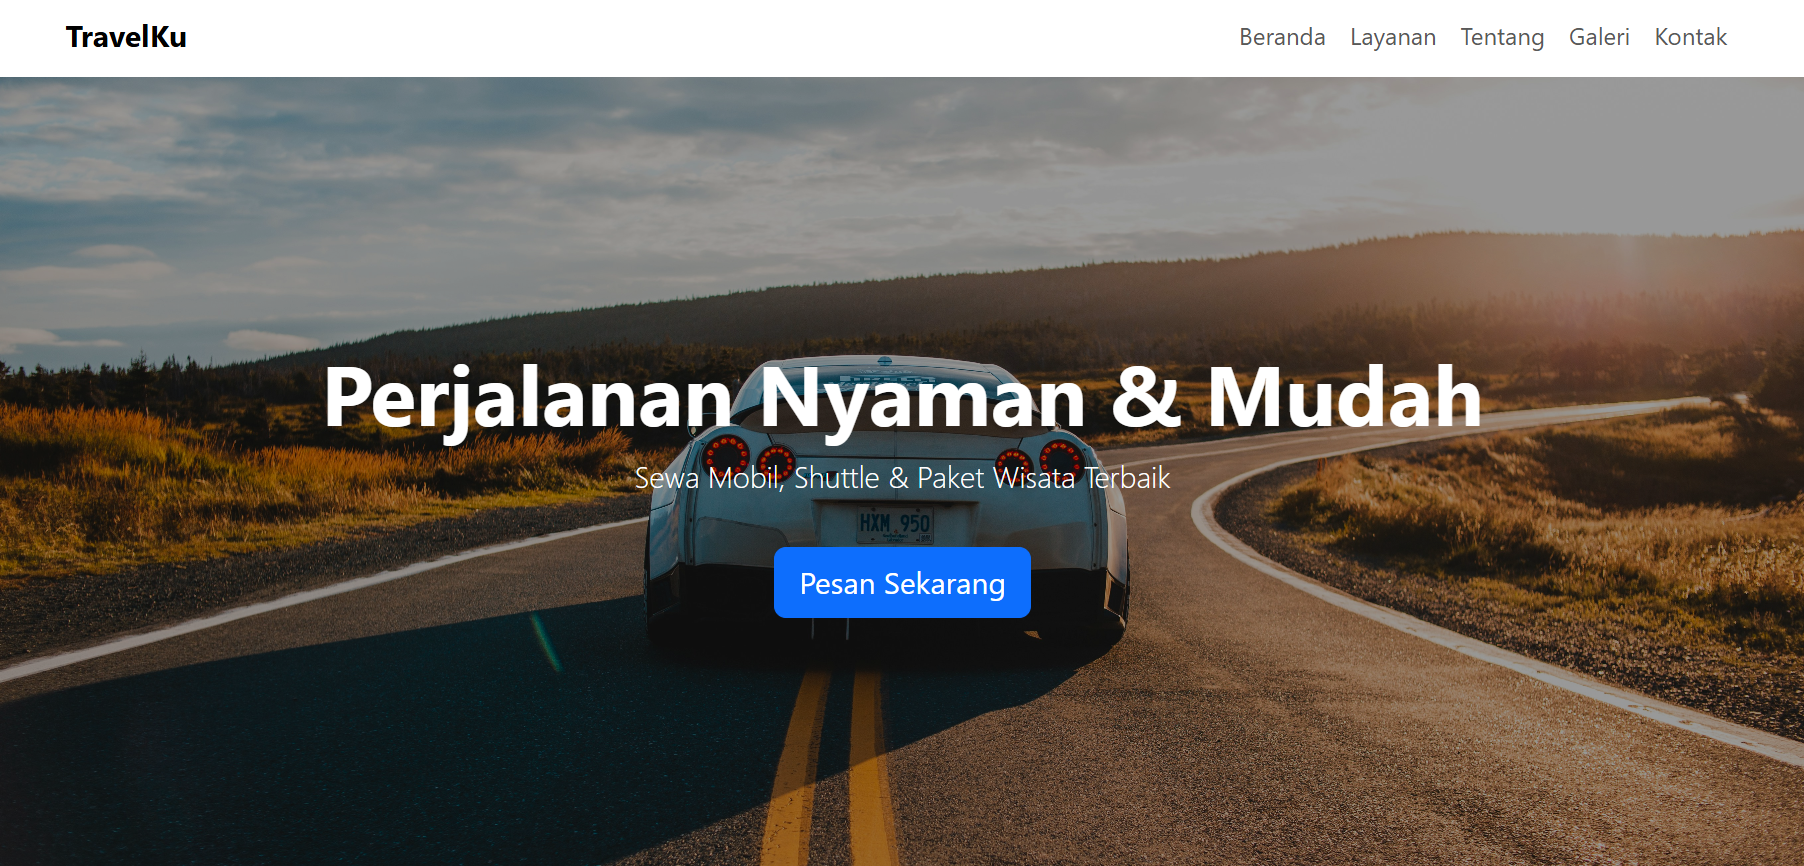 TravelKu
Beranda Layanan Tentang Galeri Kontak
Perjalanan Nyaman & Mudah
Sewa Mobil, Shuttle & Paket Wisata Terbaik
HXM 950
Pesan Sekarang